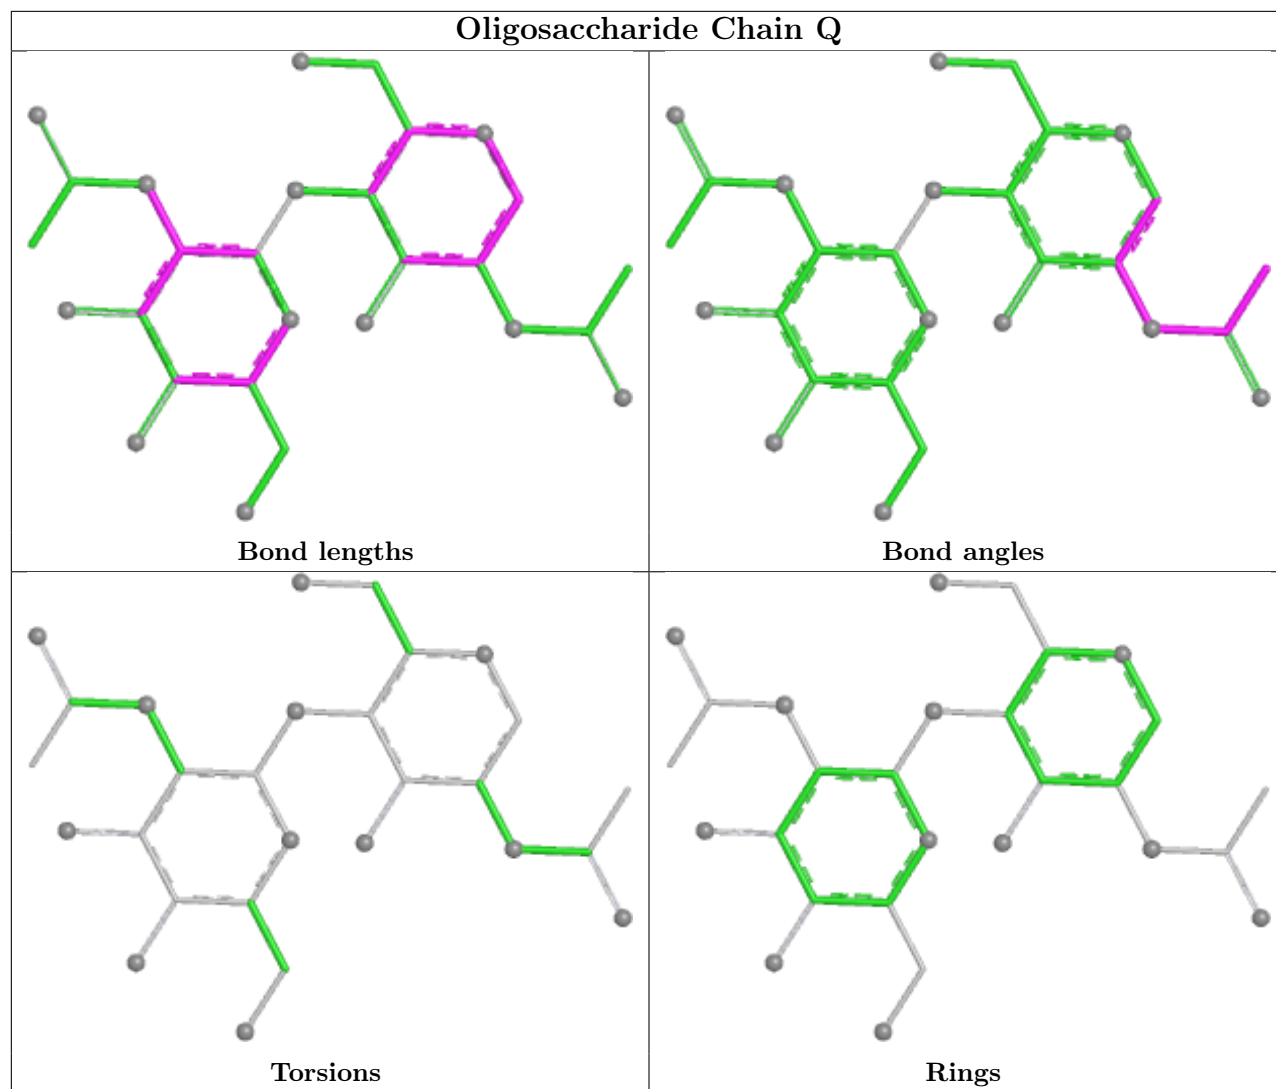 Oligosaccharide Chain Q
Bond lengths
Bond angles
Torsions
Rings